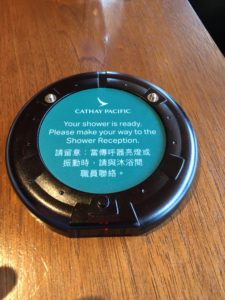 CATHAY PACIFIC
Your shower is ready.
Please make your way to the
Shower Reception.
請留意：當傳呼器亮燈或
振動時，請與沐浴間
職員聯絡。